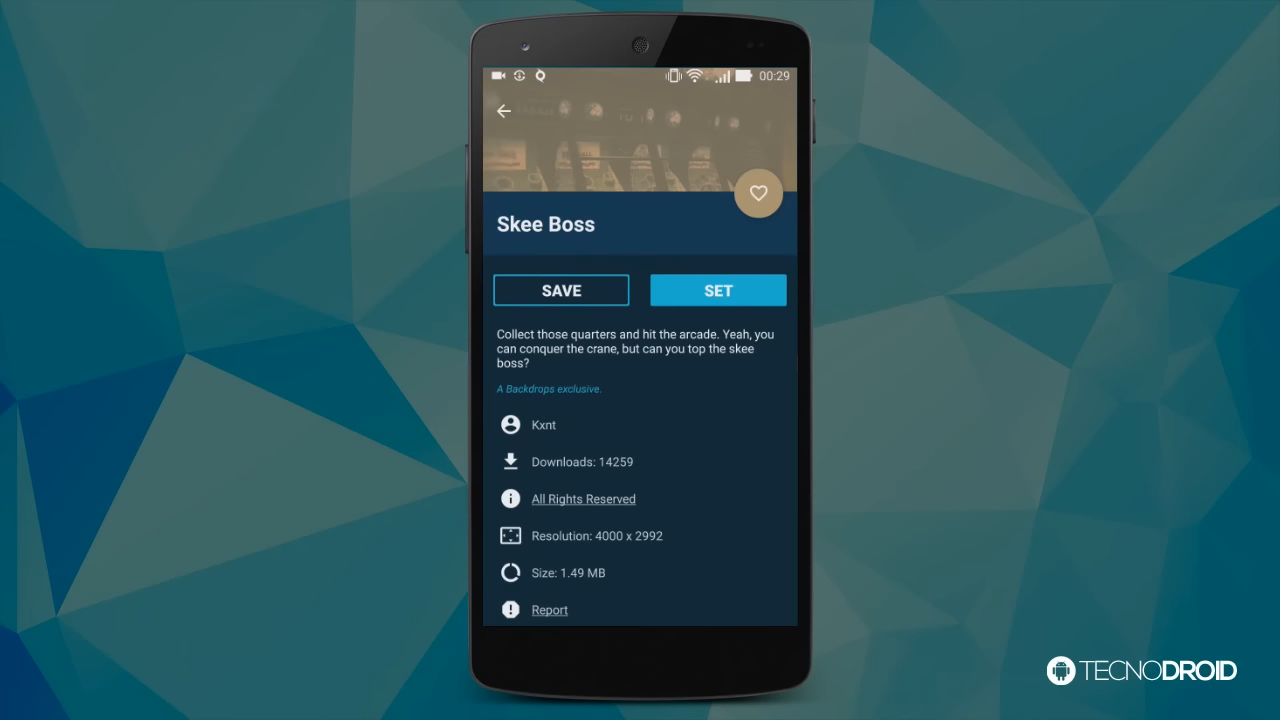 00:29
Skee Boss
SAVE
SET
Collect those quarters and hit the arcade. Yeah, you
can conquer the crane, but can you top the skee
boss?
A Backdrops exclusive.
Kxnt
Downloads: 14259
All Rights Reserved
Resolution: 4000 x 2992
Size: 1.49 MB
Report
TECNODROID